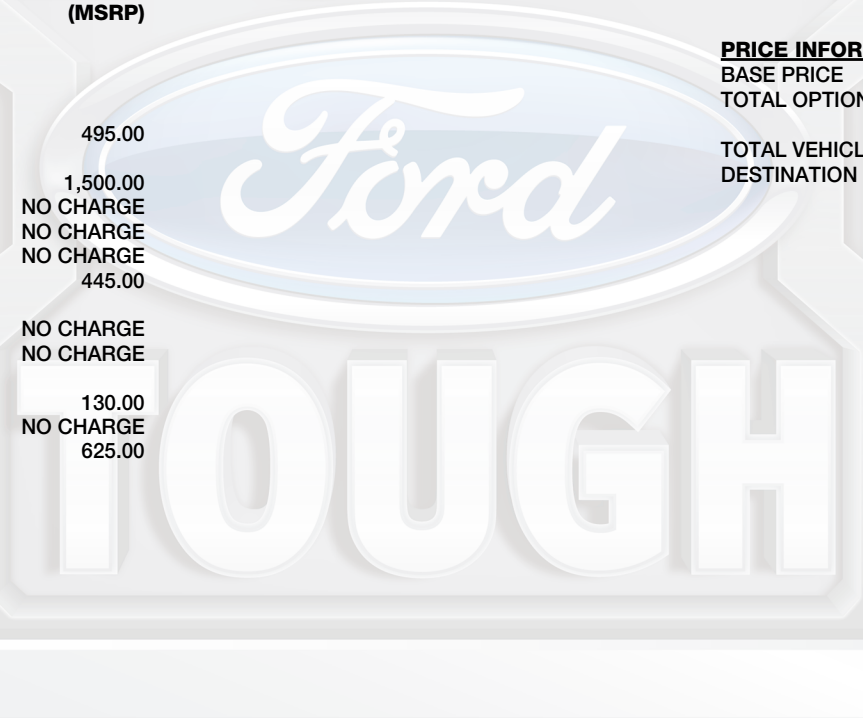 (MSRP)
495.00
1,500.00
NO CHARGE
NO CHARGE
NO CHARGE
445.00
NO CHARGE
NO CHARGE
130.00
NO CHARGE
625.00
PRICE INFOR
BASE PRICE
TOTAL OPTION
TOTAL VEHICL
DESTINATION
Ford
TOUGH